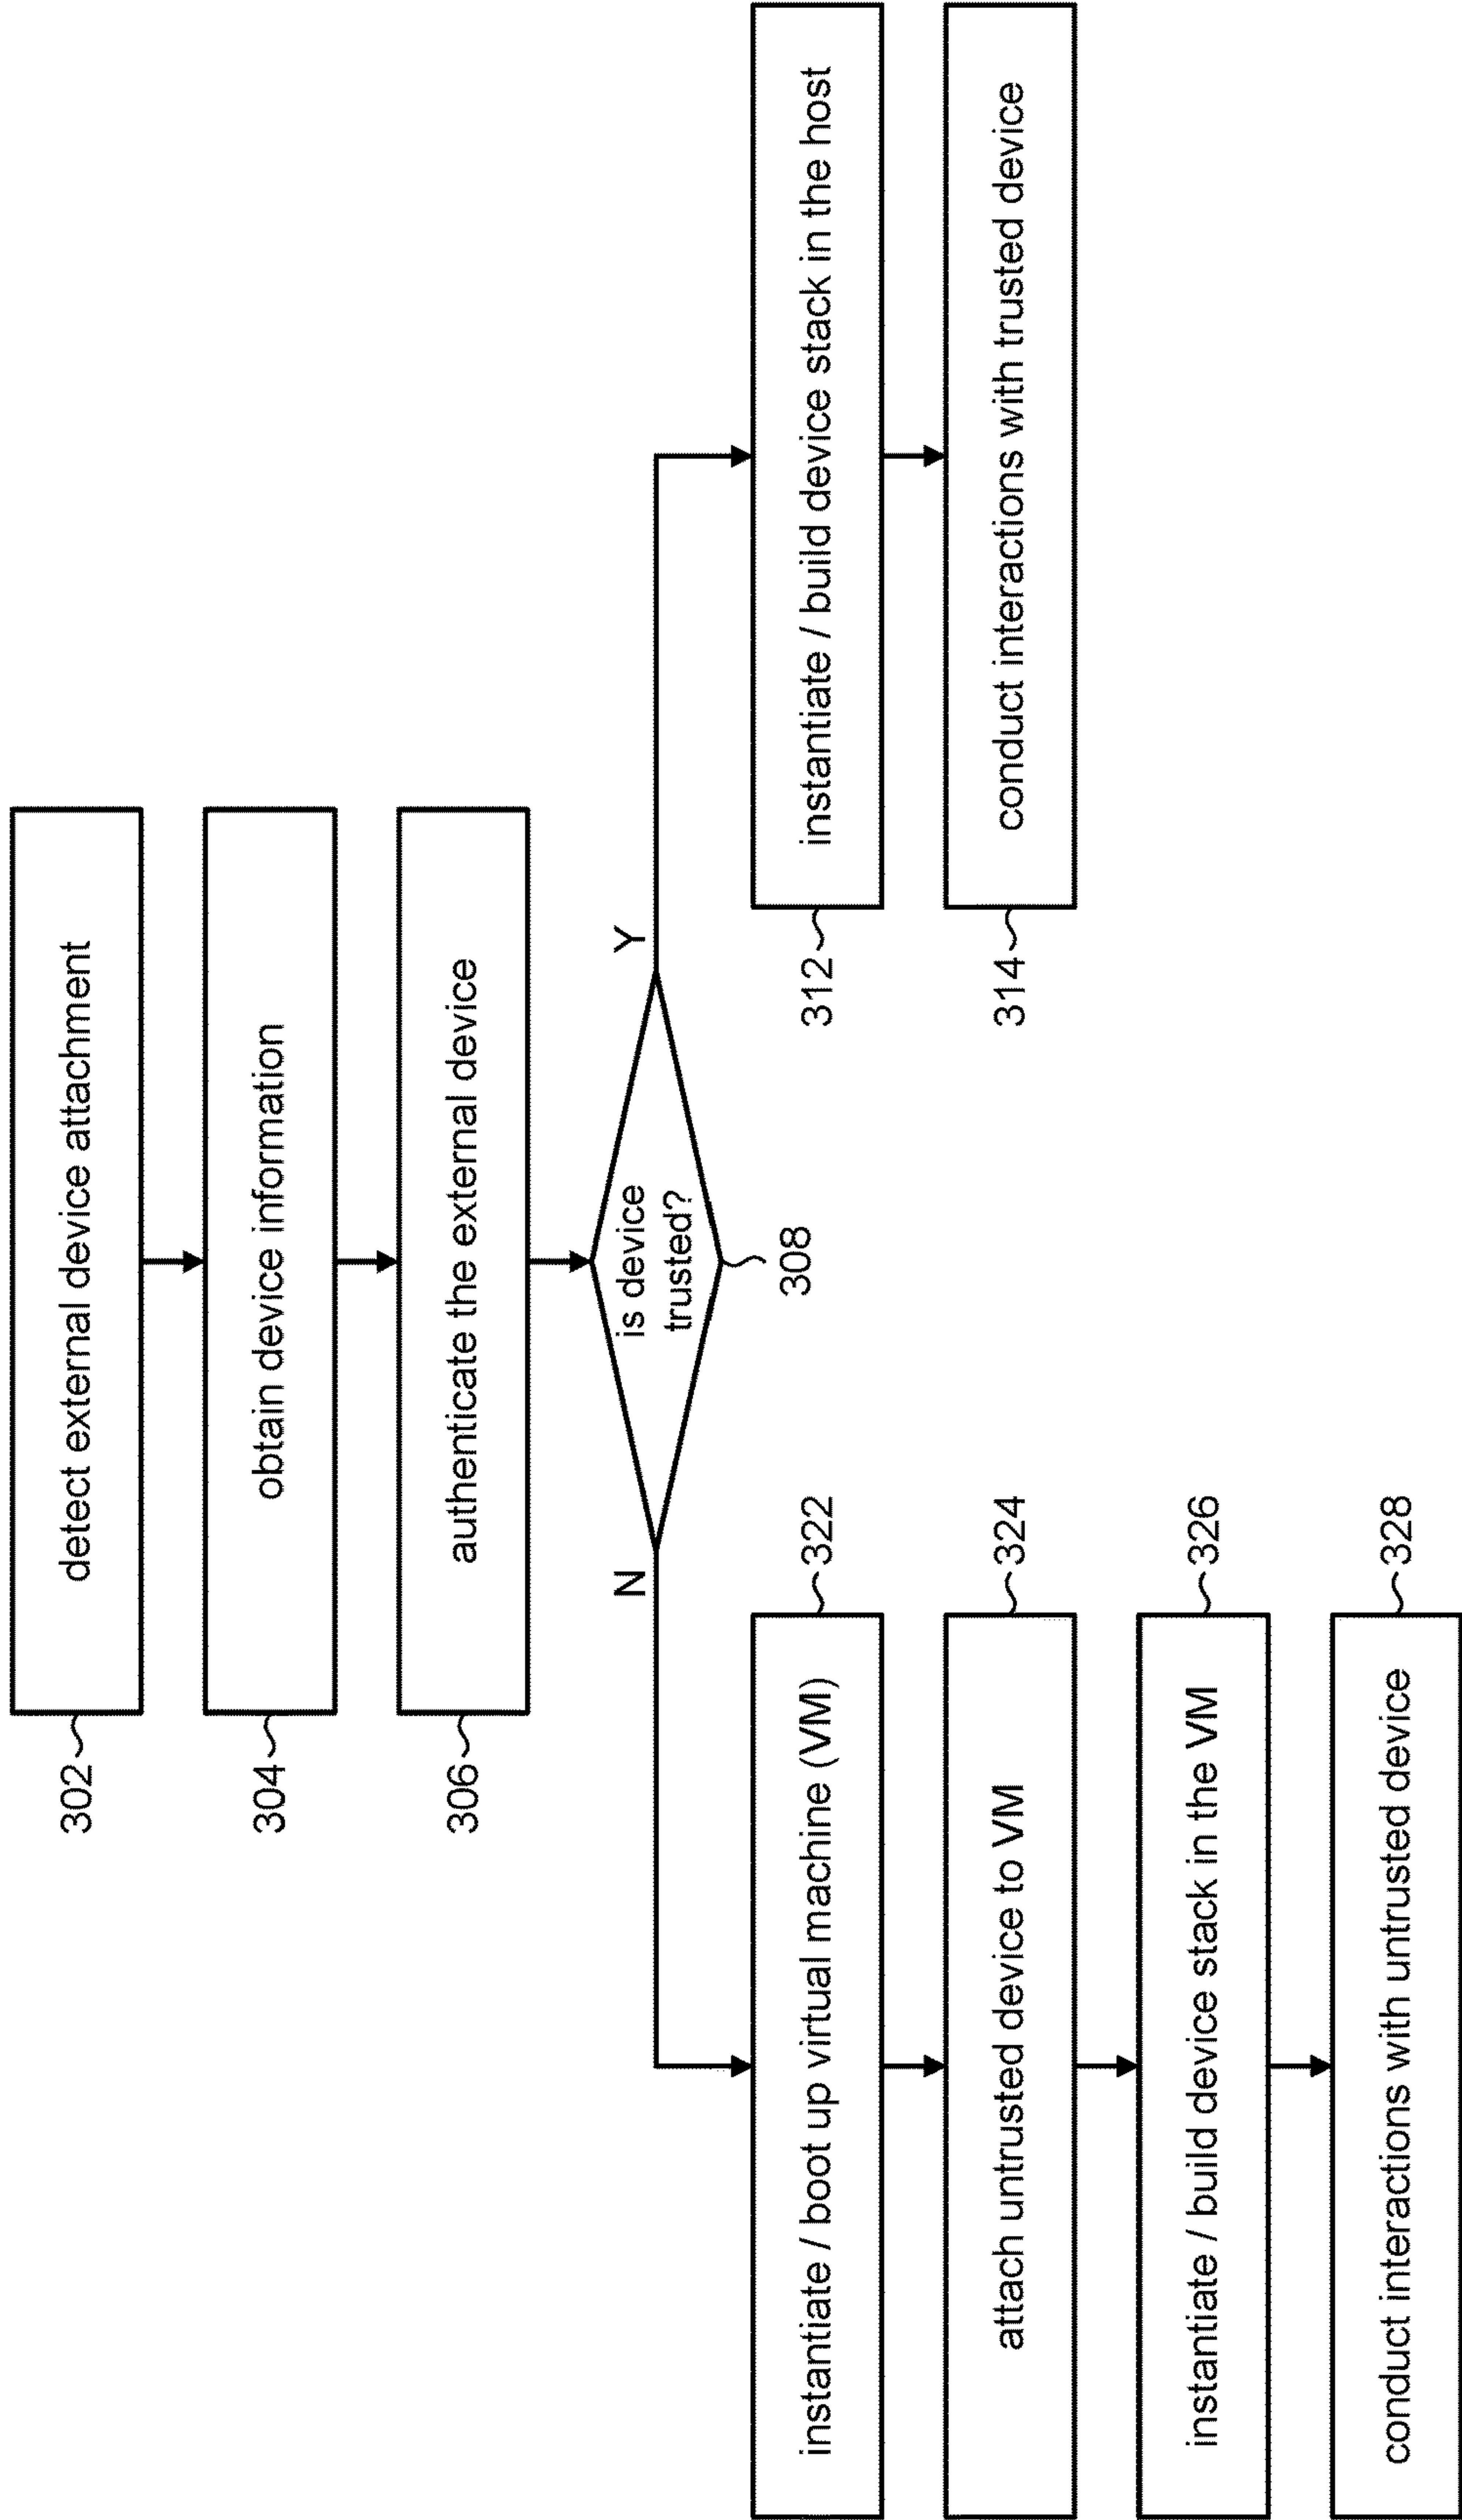 302
detect external device attachment
304
obtain device information
306
authenticate the external device
is device
trusted?
308
N
Y
instantiate / boot up virtual machine (VM)
322
attach untrusted device to VM
324
instantiate / build device stack in the VM
326
conduct interactions with untrusted device
328
312
instantiate / build device stack in the host
314
conduct interactions with trusted device